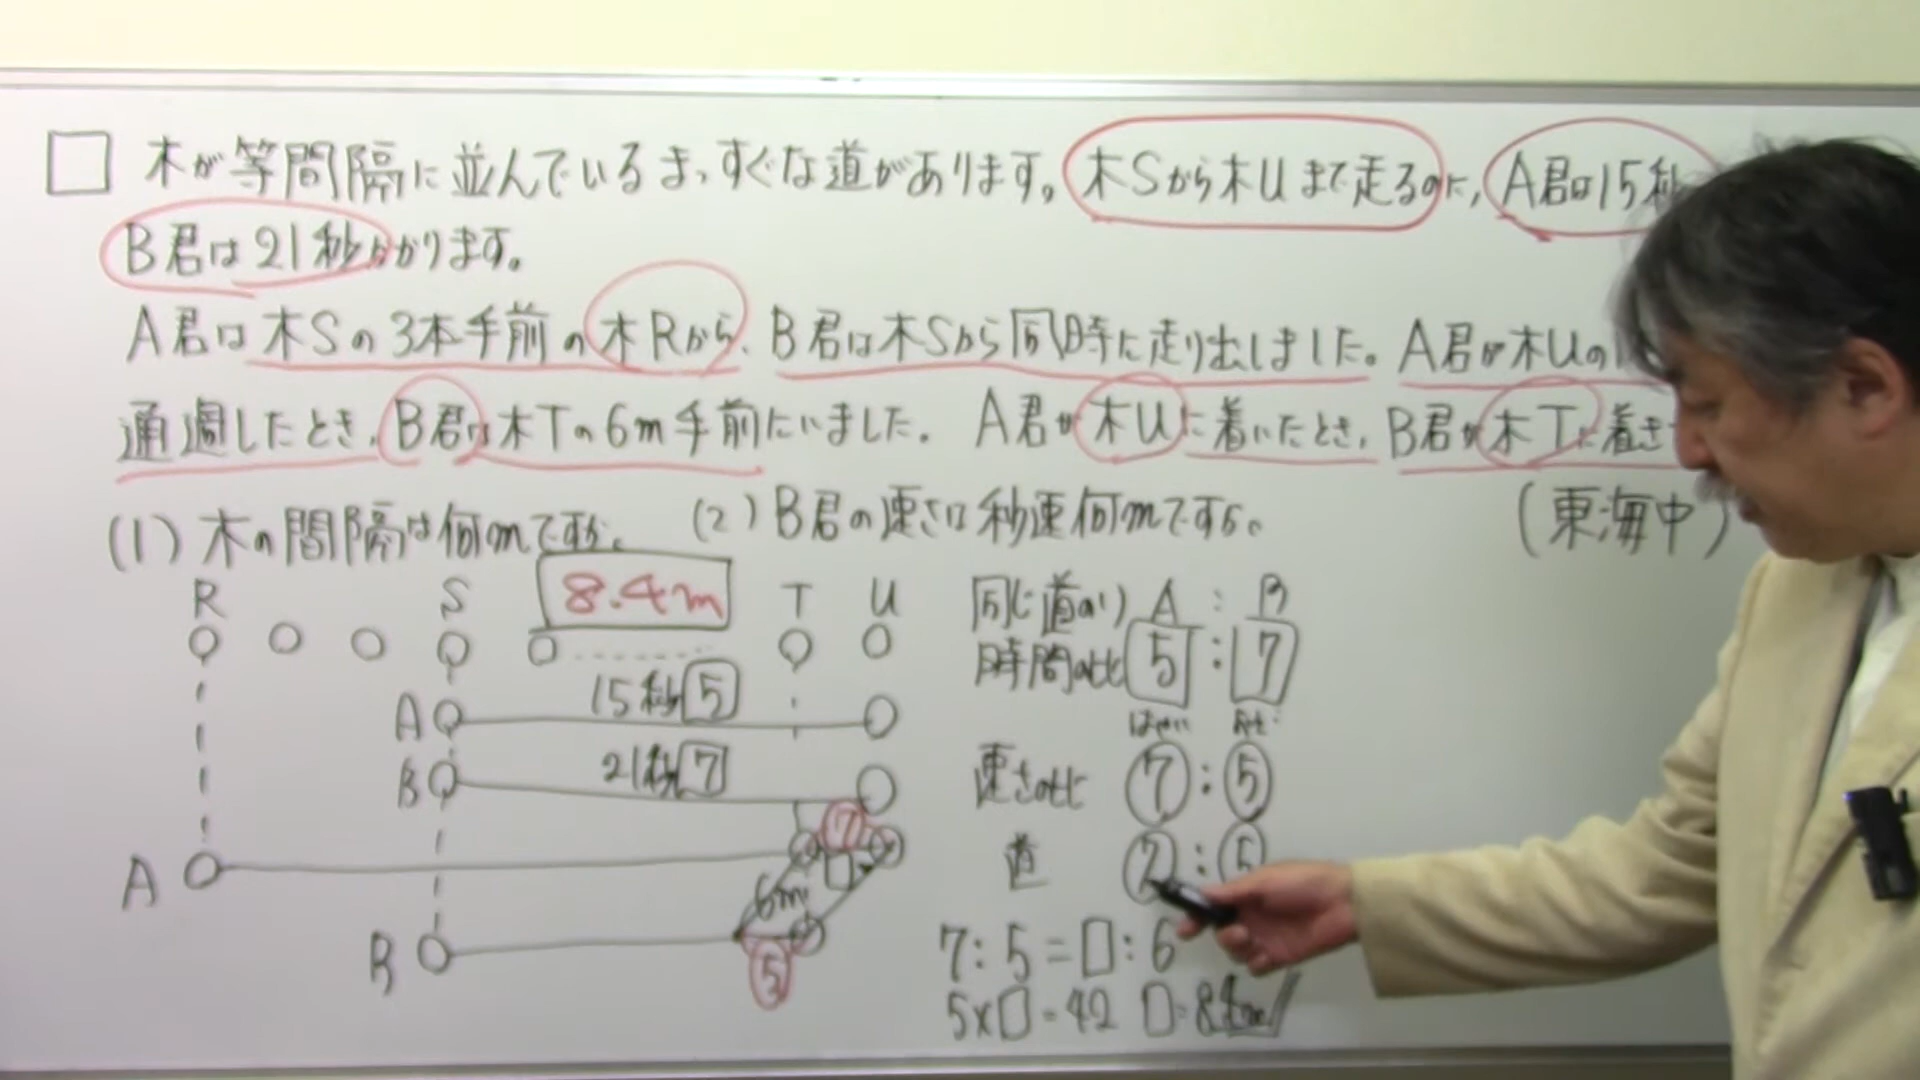 木が等間隔に並んでいるまっすぐな道があります。木Sから木Uまで走るのに、A君は15秒
B君は21秒かかります。
A君は木Sの3本手前の木Rから、B君は木Sから同時に走り出しました。A君が木Uの1
通過したとき、B君は木Tの6m手前にいました。 A君が木Uに着いたとき、B君が木Tに着き
(1)木の間隔は何mですか。 (2)B君の速さは秒速何mですか。 (東海中)
R S 8.4m T U
同じ道のり A : B
時間の比 5 : 7
15秒 5
A
21秒 7
B
速さの比 7 : 5
7
道 7 : 5
A
6m
7:5=□:6
B
5
5×□=42 □=8.4m